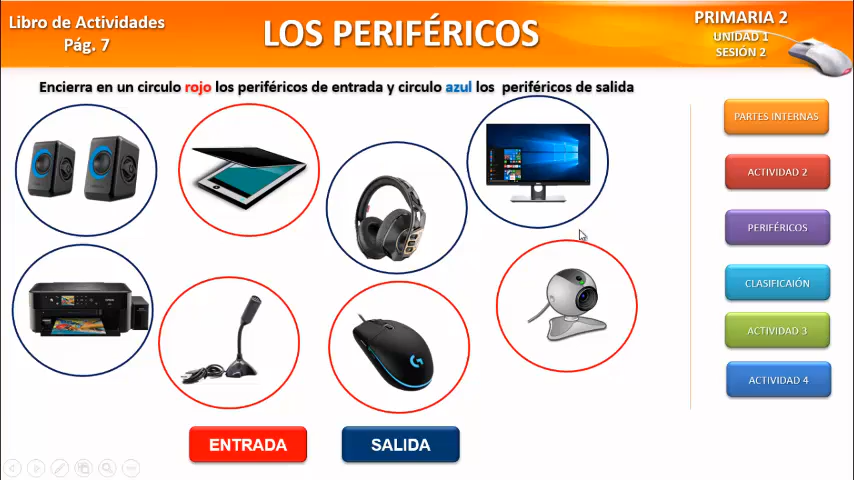 Libro de Actividades
Pág. 7
LOS PERIFÉRICOS
PRIMARIA 2
UNIDAD 1
SESIÓN 2
Encierra en un circulo rojo los periféricos de entrada y circulo azul los periféricos de salida
PARTES INTERNAS
ACTIVIDAD 2
PERIFÉRICOS
CLASIFICAIÓN
ACTIVIDAD 3
ACTIVIDAD 4
ENTRADA
SALIDA